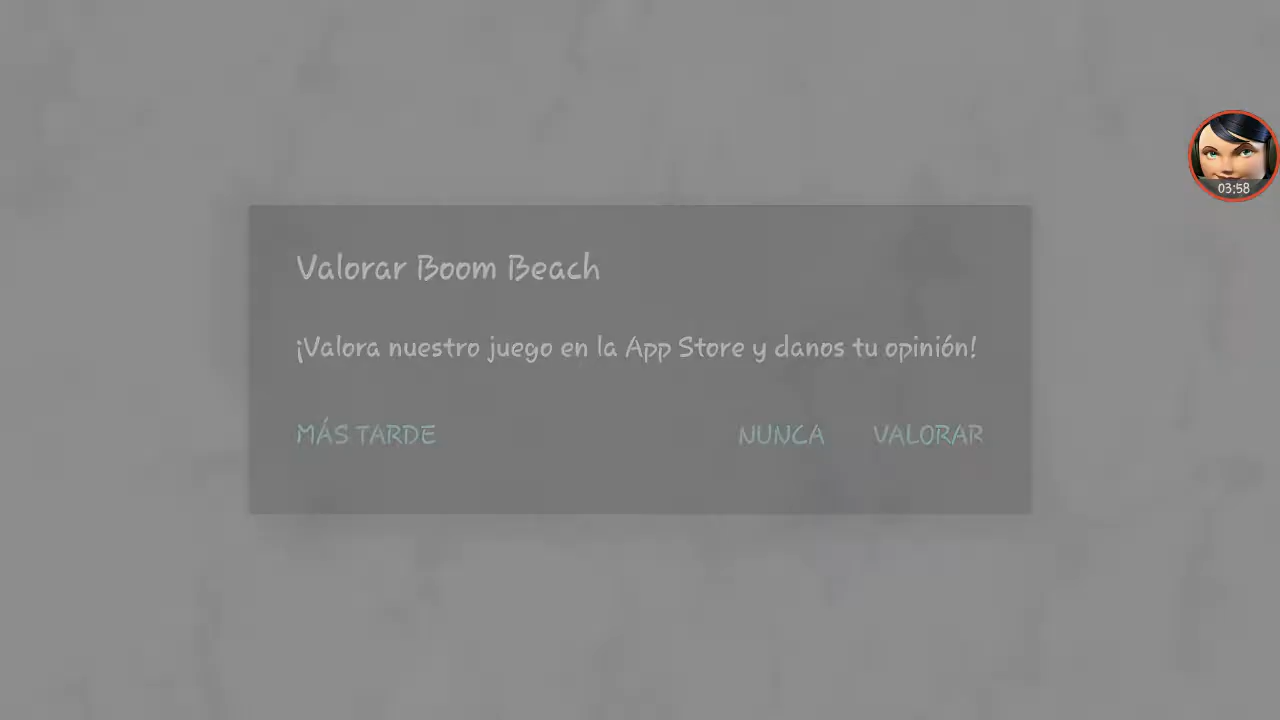 03:58
Valorar Boom Beach
¡Valora nuestro juego en la App Store y danos tu opinión!
MÁS TARDE NUNCA VALORAR